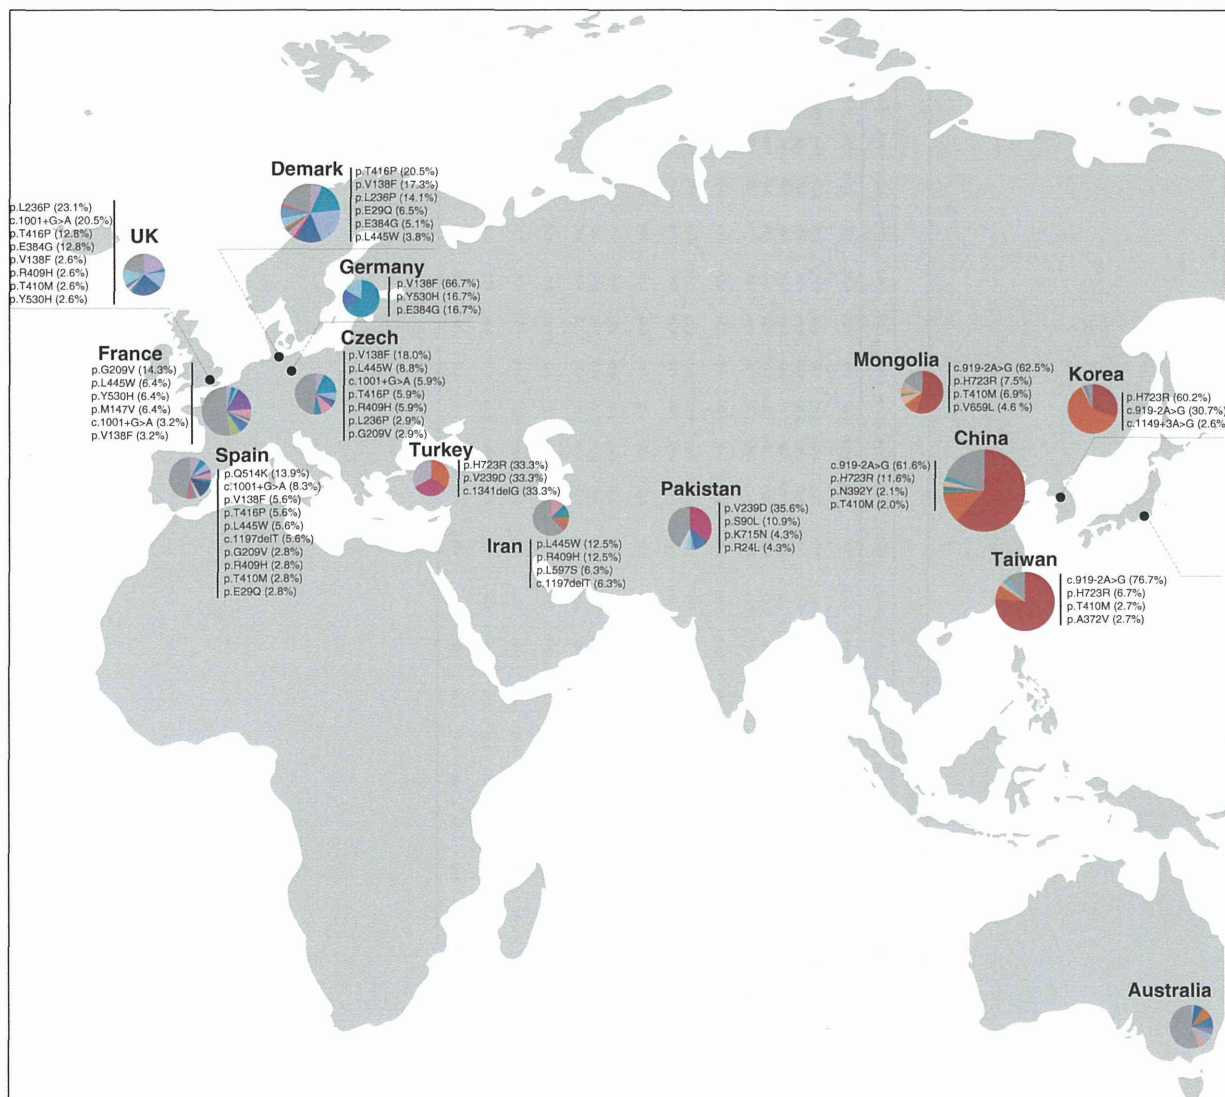 Demark
p.T416P (20.5%)
p.V138F (17.3%)
p.L236P (14.1%)
p.E29Q (6.5%)
p.E384G (5.1%)
p.L445W (3.8%)
p.L236P (23.1%)
c.1001+G>A (20.5%)
p.T416P (12.8%)
p.E384G (12.8%)
p.V138F (2.6%)
p.R409H (2.6%)
p.T410M (2.6%)
p.Y530H (2.6%)
UK
Germany
p.V138F (66.7%)
p.Y530H (16.7%)
p.E384G (16.7%)
France
p.G209V (14.3%)
p.L445W (6.4%)
p.Y530H (6.4%)
p.M147V (6.4%)
c.1001+G>A (3.2%)
p.V138F (3.2%)
Czech
p.V138F (18.0%)
p.L445W (8.8%)
c.1001+G>A (5.9%)
p.T416P (5.9%)
p.R409H (5.9%)
p.L236P (2.9%)
p.G209V (2.9%)
Mongolia
c.919-2A>G (62.5%)
p.H723R (7.5%)
p.T410M (6.9%)
p.V659L (4.6 %)
Korea
p.H723R (60.2%)
c.919-2A>G (30.7%)
c.1149+3A>G (2.6%)
Spain
p.Q514K (13.9%)
c.1001+G>A (8.3%)
p.V138F (5.6%)
p.T416P (5.6%)
p.L445W (5.6%)
c.1197delT (5.6%)
p.G209V (2.8%)
p.R409H (2.8%)
p.T410M (2.8%)
p.E29Q (2.8%)
Turkey
p.H723R (33.3%)
p.V239D (33.3%)
c.1341delG (33.3%)
China
c.919-2A>G (61.6%)
p.H723R (11.6%)
p.N392Y (2.1%)
p.T410M (2.0%)
Pakistan
p.V239D (35.6%)
p.S90L (10.9%)
p.K715N (4.3%)
p.R24L (4.3%)
Iran
p.L445W (12.5%)
p.R409H (12.5%)
p.L597S (6.3%)
c.1197delT (6.3%)
Taiwan
c.919-2A>G (76.7%)
p.H723R (6.7%)
p.T410M (2.7%)
p.A372V (2.7%)
Australia